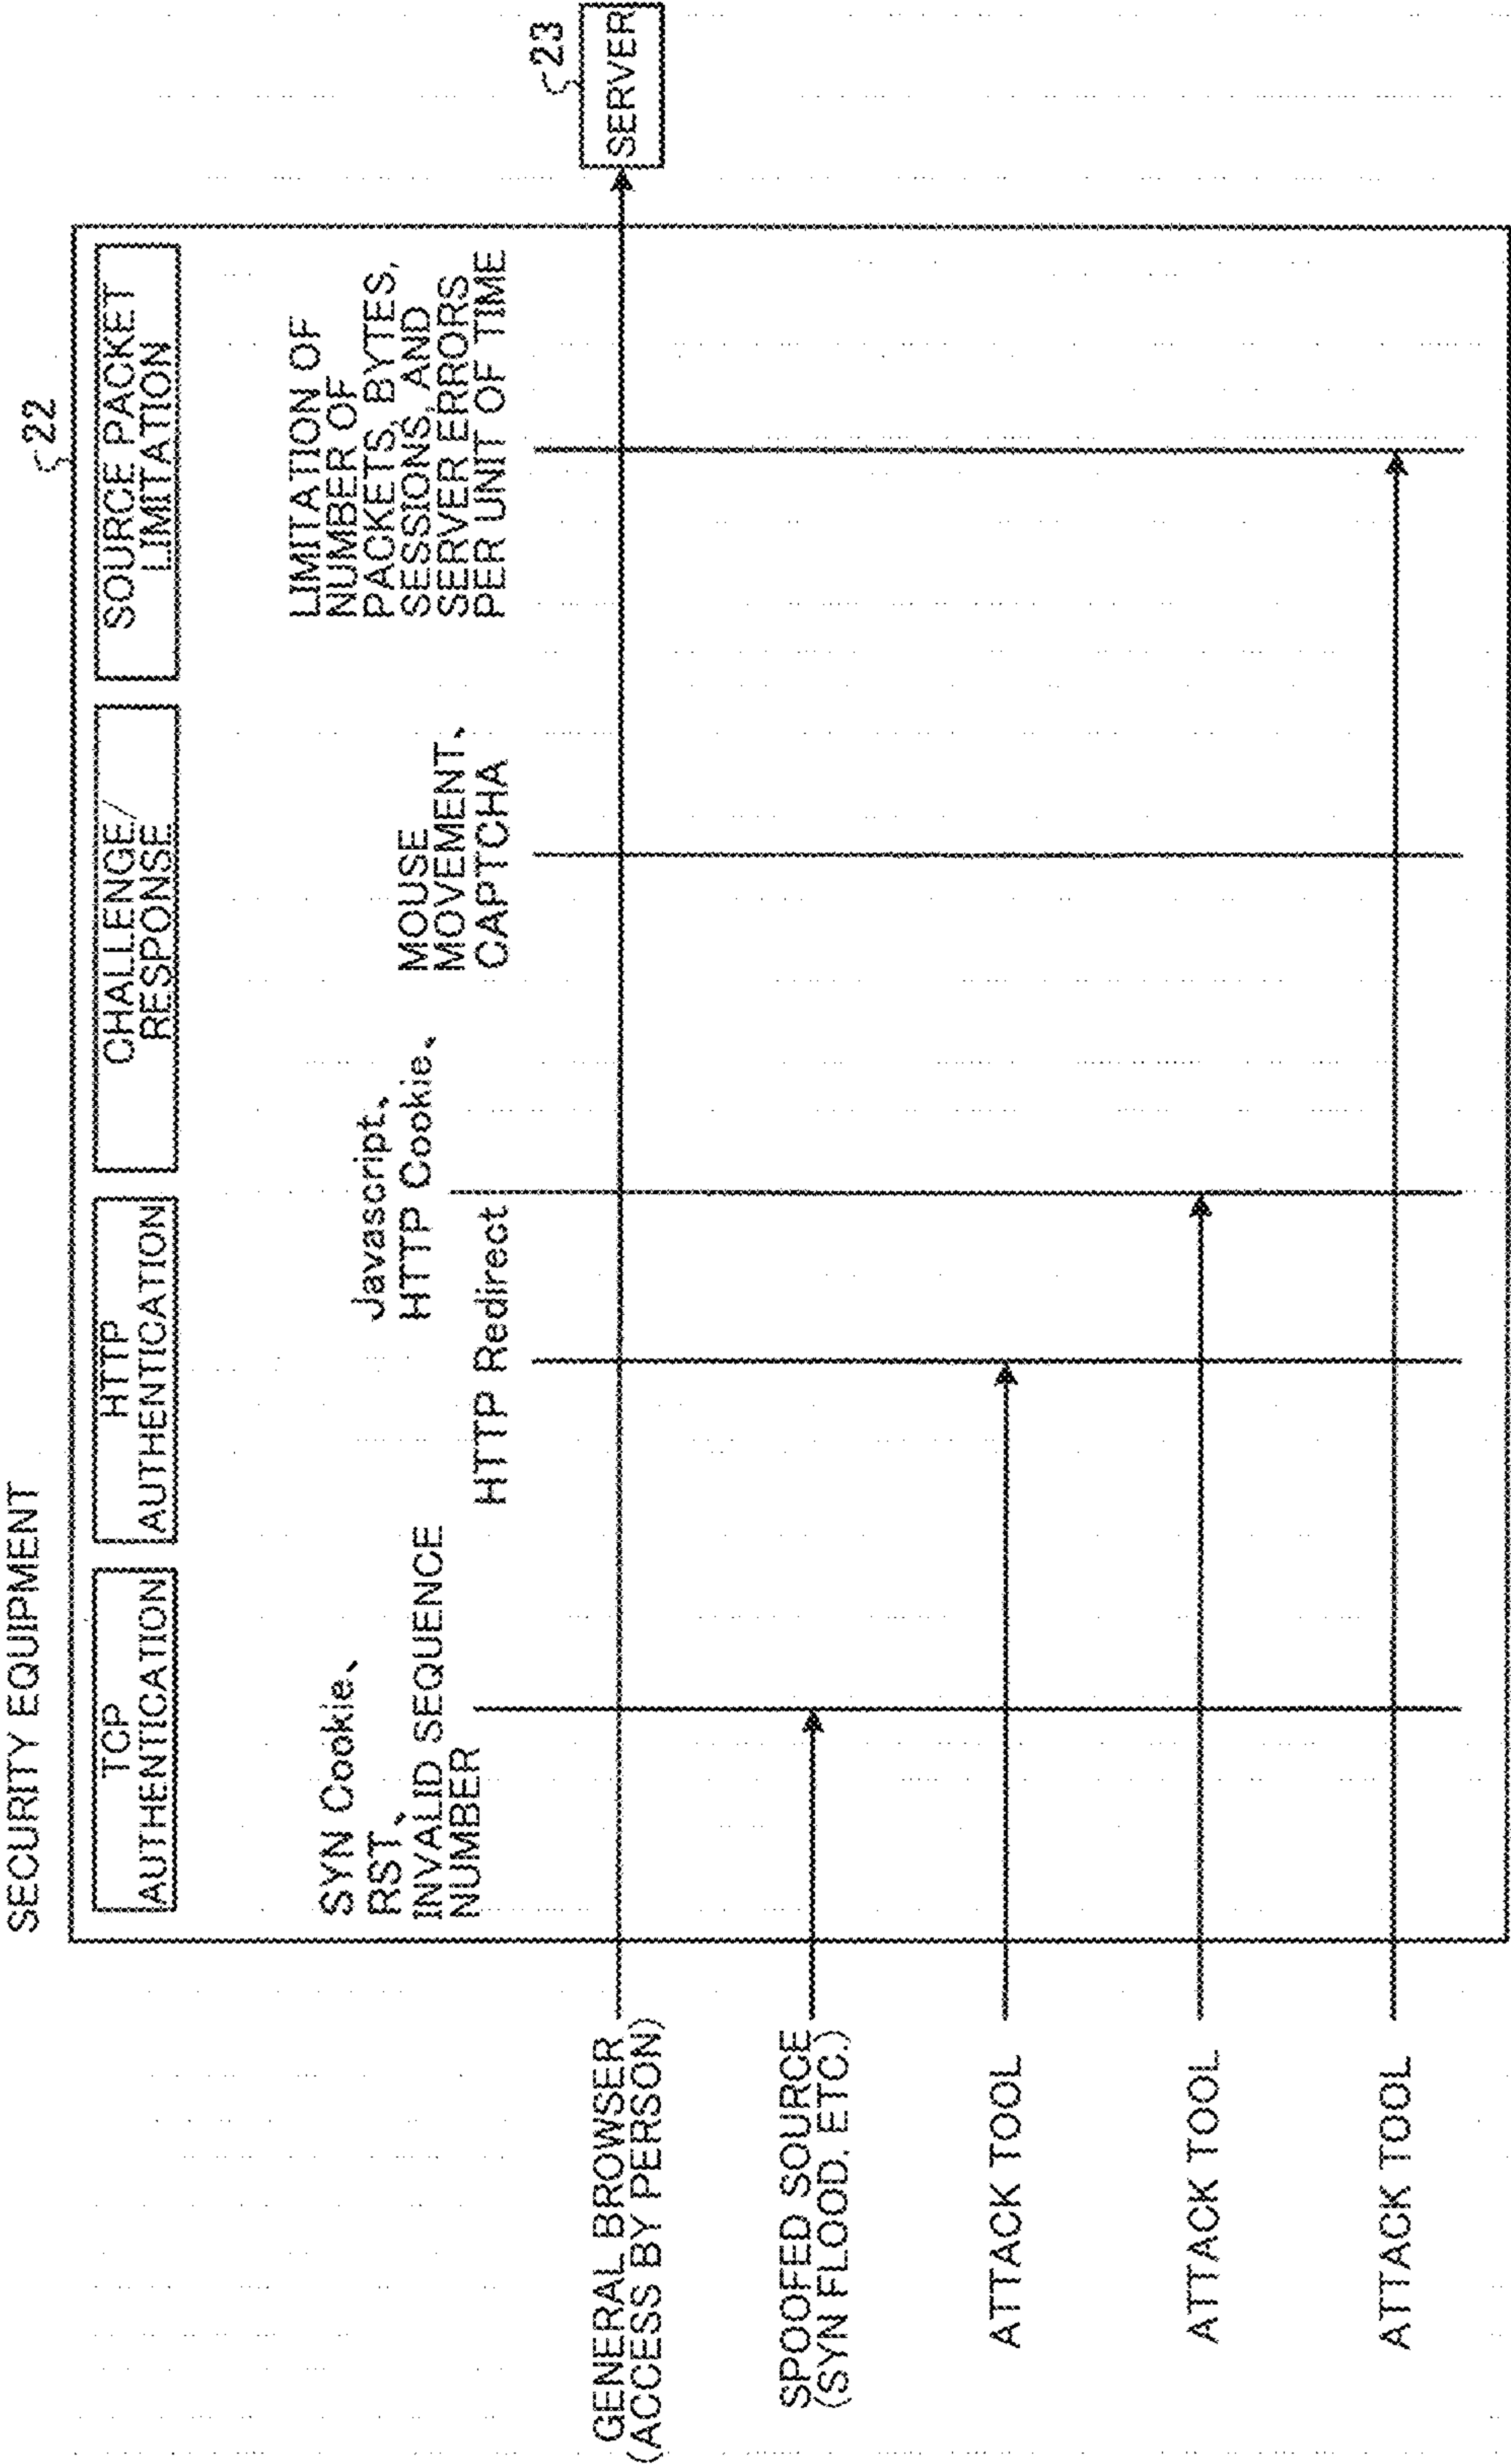 SECURITY EQUIPMENT
22
TCP
AUTHENTICATION
HTTP
AUTHENTICATION
CHALLENGE/
RESPONSE
SOURCE PACKET
LIMITATION
SYN Cookie、
RST、
INVALID SEQUENCE
NUMBER
Javascript、
HTTP Cookie、
HTTP Redirect
MOUSE
MOVEMENT、
CAPTCHA
LIMITATION OF
NUMBER OF
PACKETS, BYTES,
SESSIONS, AND
SERVER ERRORS
PER UNIT OF TIME
23
SERVER
GENERAL BROWSER
(ACCESS BY PERSON)
SPOOFED SOURCE
(SYN FLOOD, ETC.)
ATTACK TOOL
ATTACK TOOL
ATTACK TOOL